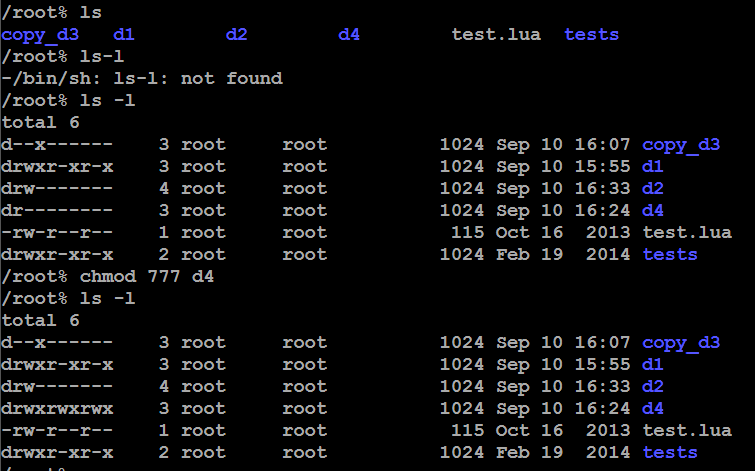 /root% ls
copy_d3   d1        d2        d4        test.lua  tests
/root% ls-l
-/bin/sh: ls-l: not found
/root% ls -l
total 6
d--x------    3 root     root          1024 Sep 10 16:07 copy_d3
drwxr-xr-x    3 root     root          1024 Sep 10 15:55 d1
drw-------    4 root     root          1024 Sep 10 16:33 d2
dr--------    3 root     root          1024 Sep 10 16:24 d4
-rw-r--r--    1 root     root           115 Oct 16  2013 test.lua
drwxr-xr-x    2 root     root          1024 Feb 19  2014 tests
/root% chmod 777 d4
/root% ls -l
total 6
d--x------    3 root     root          1024 Sep 10 16:07 copy_d3
drwxr-xr-x    3 root     root          1024 Sep 10 15:55 d1
drw-------    4 root     root          1024 Sep 10 16:33 d2
drwxrwxrwx    3 root     root          1024 Sep 10 16:24 d4
-rw-r--r--    1 root     root           115 Oct 16  2013 test.lua
drwxr-xr-x    2 root     root          1024 Feb 19  2014 tests
/root%